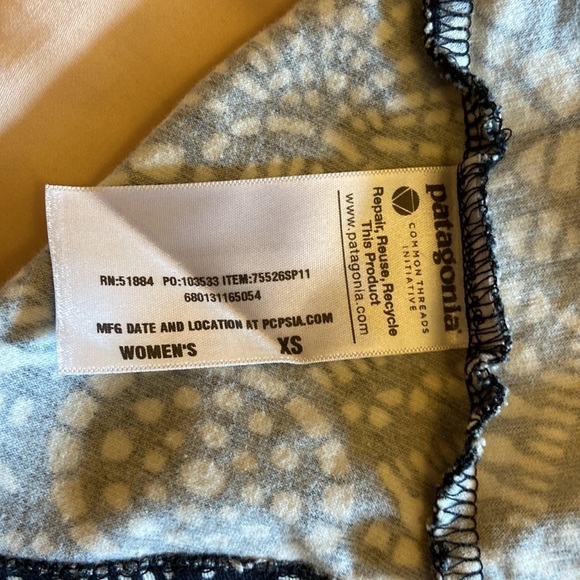 patagonia®
COMMON THREADS
INITIATIVE
Repair, Reuse, Recycle
This Product
www.patagonia.com
RN:51884 PO:103533 ITEM:75526SP11
680131165054
MFG DATE AND LOCATION AT PCPSIA.COM
WOMEN'S XS